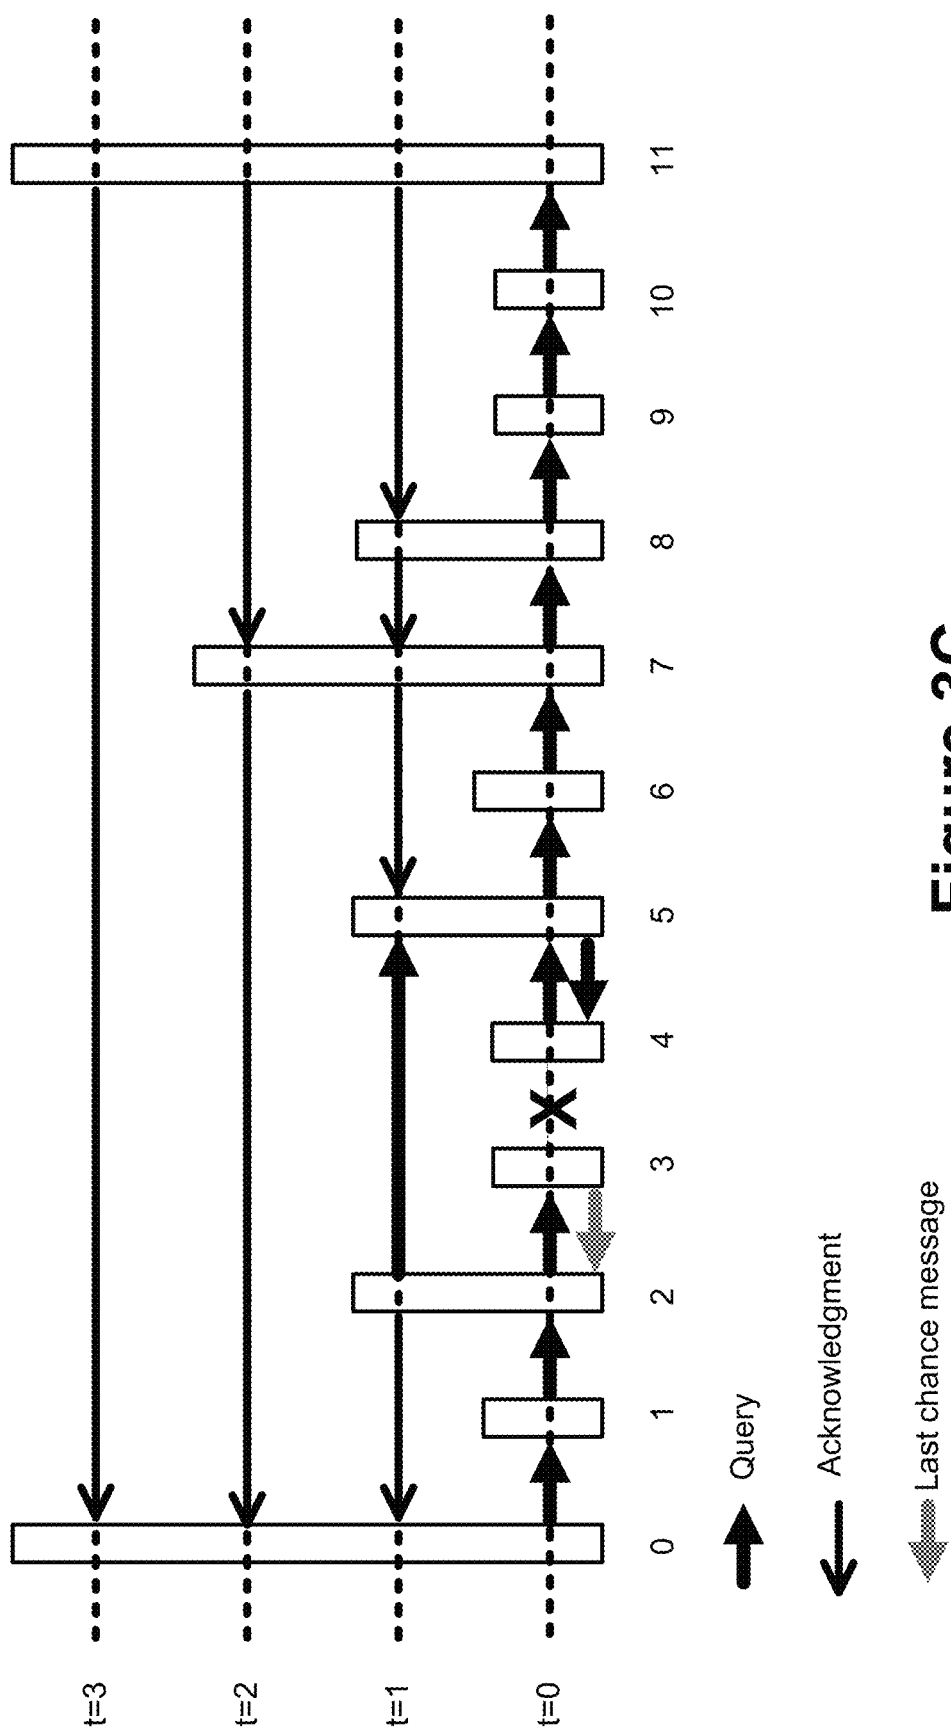 t=3
t=2
t=1
t=0
0 1 2 3 4 5 6 7 8 9 10 11
X
Query
Acknowledgment
Last chance message